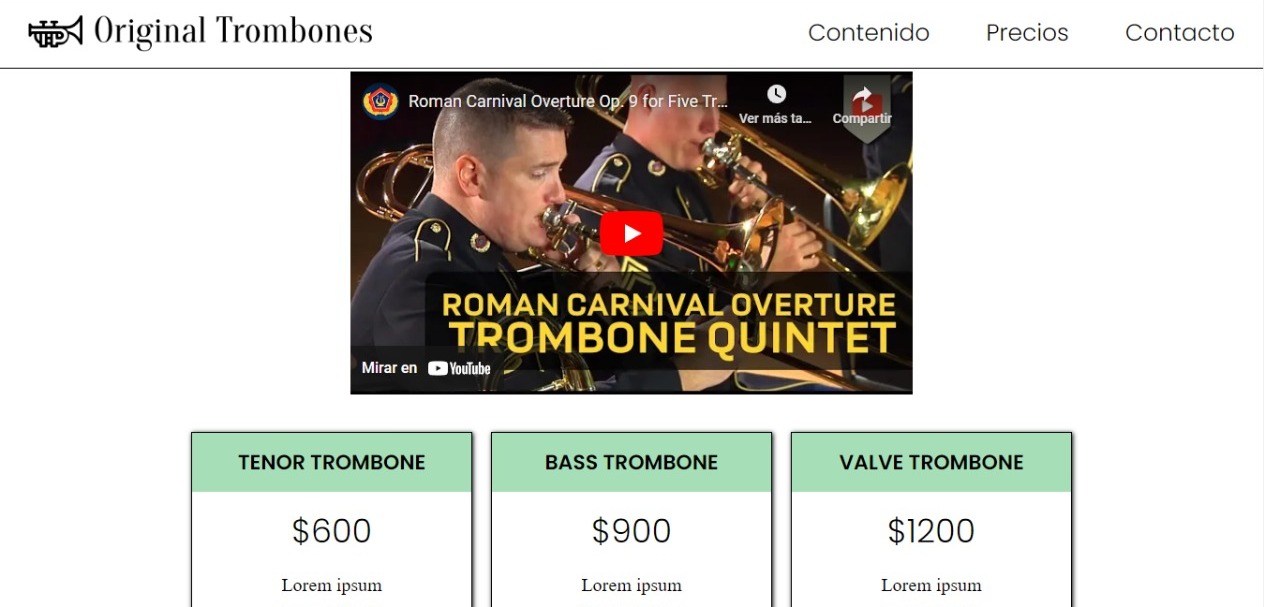 Original Trombones
Contenido Precios Contacto
Roman Carnival Overture Op. 9 for Five Tr...
Ver más ta...
Compartir
ROMAN CARNIVAL OVERTURE
TROMBONE QUINTET
Mirar en YouTube
TENOR TROMBONE
$600
Lorem ipsum
BASS TROMBONE
$900
Lorem ipsum
VALVE TROMBONE
$1200
Lorem ipsum